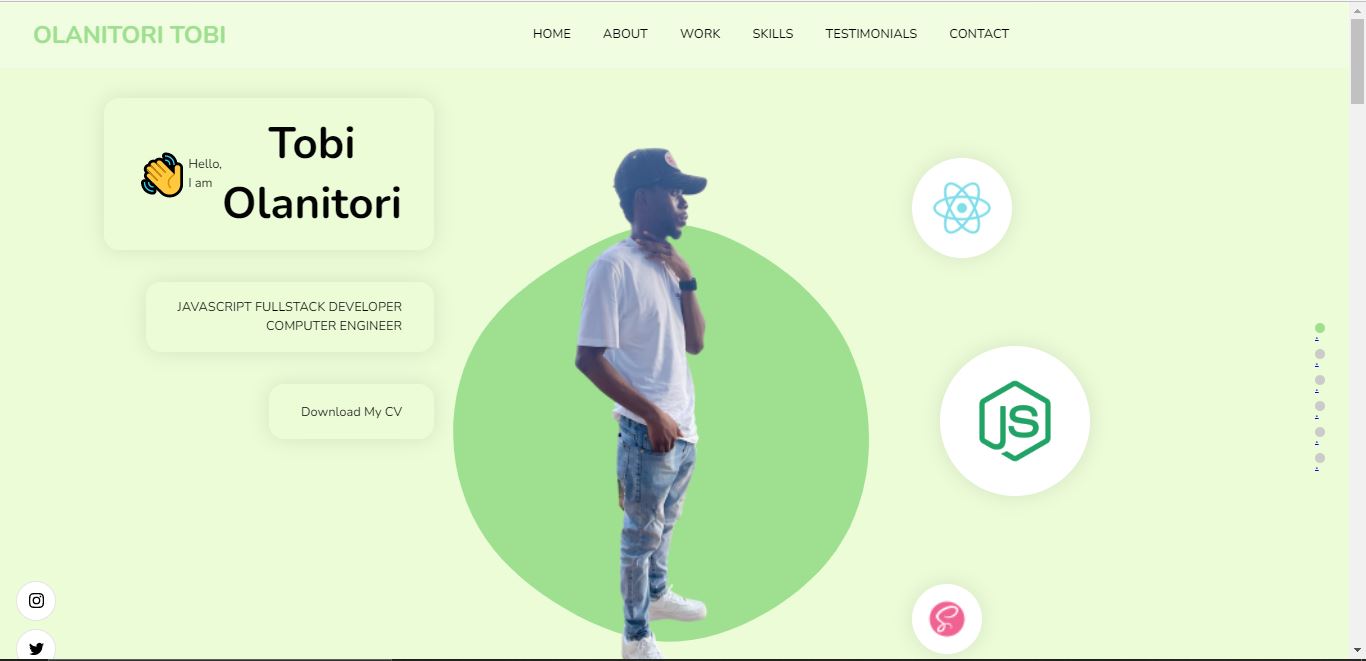 OLANITORI TOBI
HOME ABOUT WORK SKILLS TESTIMONIALS CONTACT
Hello,
I am
Tobi
Olanitori
JAVASCRIPT FULLSTACK DEVELOPER
COMPUTER ENGINEER
Download My CV
JS